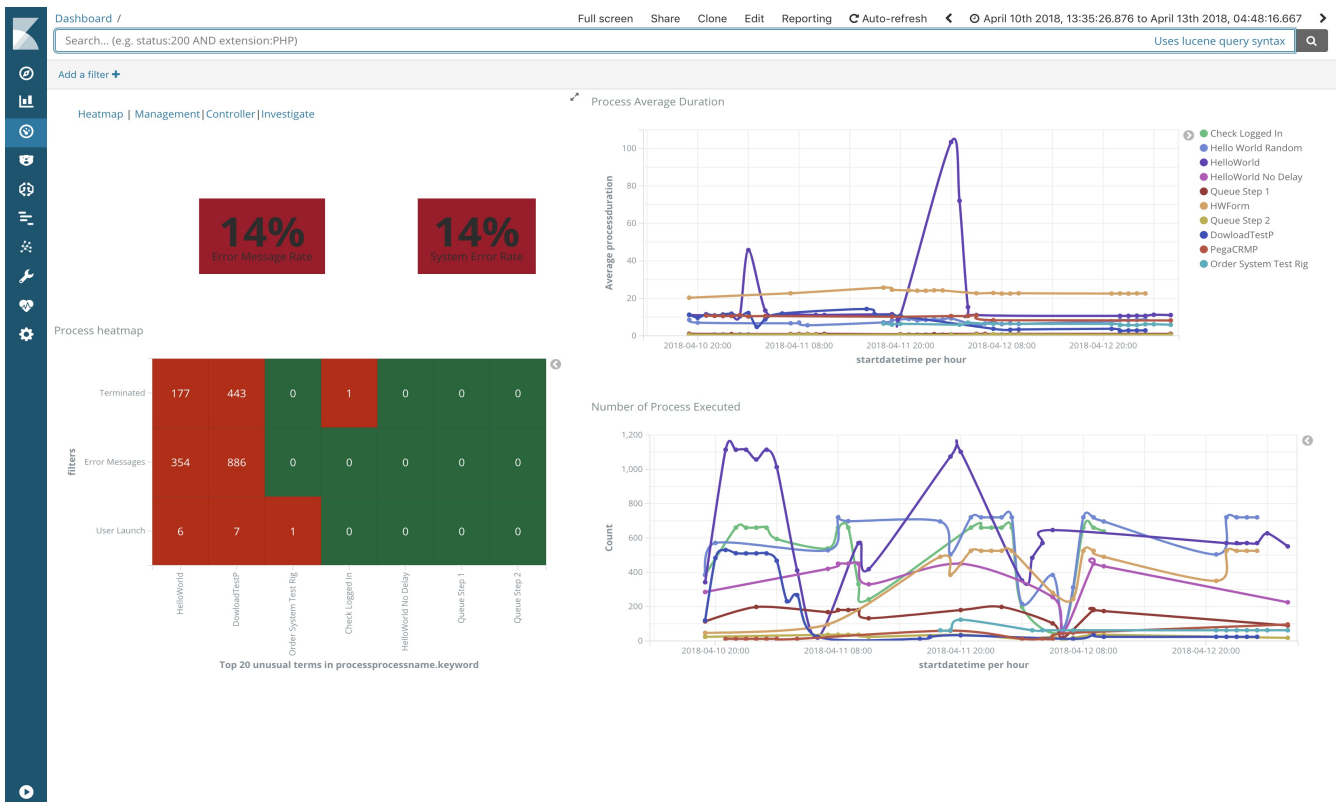 Dashboard /
Full screen Share Clone Edit Reporting Auto-refresh April 10th 2018, 13:35:26.876 to April 13th 2018, 04:48:16.667
Search... (e.g. status:200 AND extension:PHP)
Uses lucene query syntax
Add a filter +
Heatmap | Management|Controller|Investigate
14%
Error Message Rate
14%
System Error Rate
Process heatmap
Terminated 177 443 0 1 0 0 0
Error Messages 354 886 0 0 0 0 0
User Launch 6 7 1 0 0 0 0
filters
HelloWorld
DowloadTestP
Order System Test Rig
Check Logged In
HelloWorld No Delay
Queue Step 1
Queue Step 2
Top 20 unusual terms in processprocessname.keyword
Process Average Duration
100
80
60
40
20
0
Average processduration
2018-04-10 20:00 2018-04-11 08:00 2018-04-11 20:00 2018-04-12 08:00 2018-04-12 20:00
startdatetime per hour
Check Logged In
Hello World Random
HelloWorld
HelloWorld No Delay
Queue Step 1
HWForm
Queue Step 2
DowloadTestP
PegaCRMP
Order System Test Rig
Number of Process Executed
1,200
1,000
800
600
400
200
0
Count
2018-04-10 20:00 2018-04-11 08:00 2018-04-11 20:00 2018-04-12 08:00 2018-04-12 20:00
startdatetime per hour